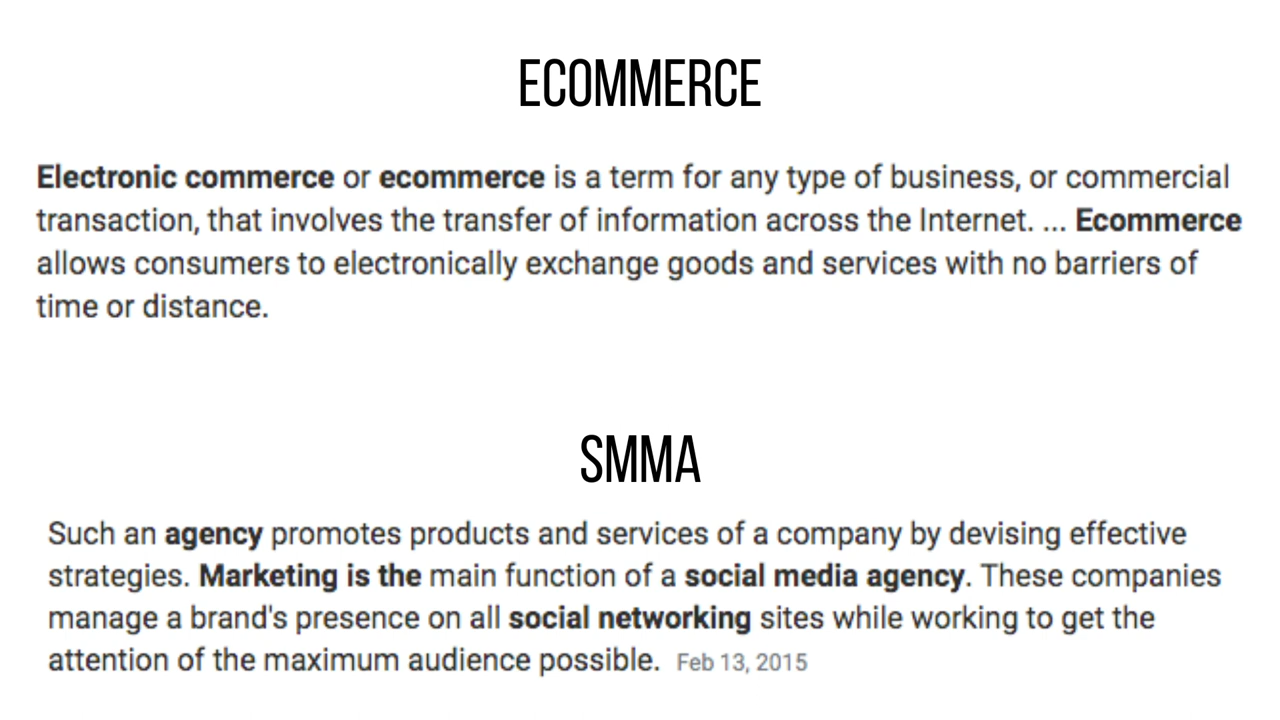 ECOMMERCE
Electronic commerce or ecommerce is a term for any type of business, or commercial
transaction, that involves the transfer of information across the Internet. ... Ecommerce
allows consumers to electronically exchange goods and services with no barriers of
time or distance.
SMMA
Such an agency promotes products and services of a company by devising effective
strategies. Marketing is the main function of a social media agency. These companies
manage a brand's presence on all social networking sites while working to get the
attention of the maximum audience possible. Feb 13, 2015